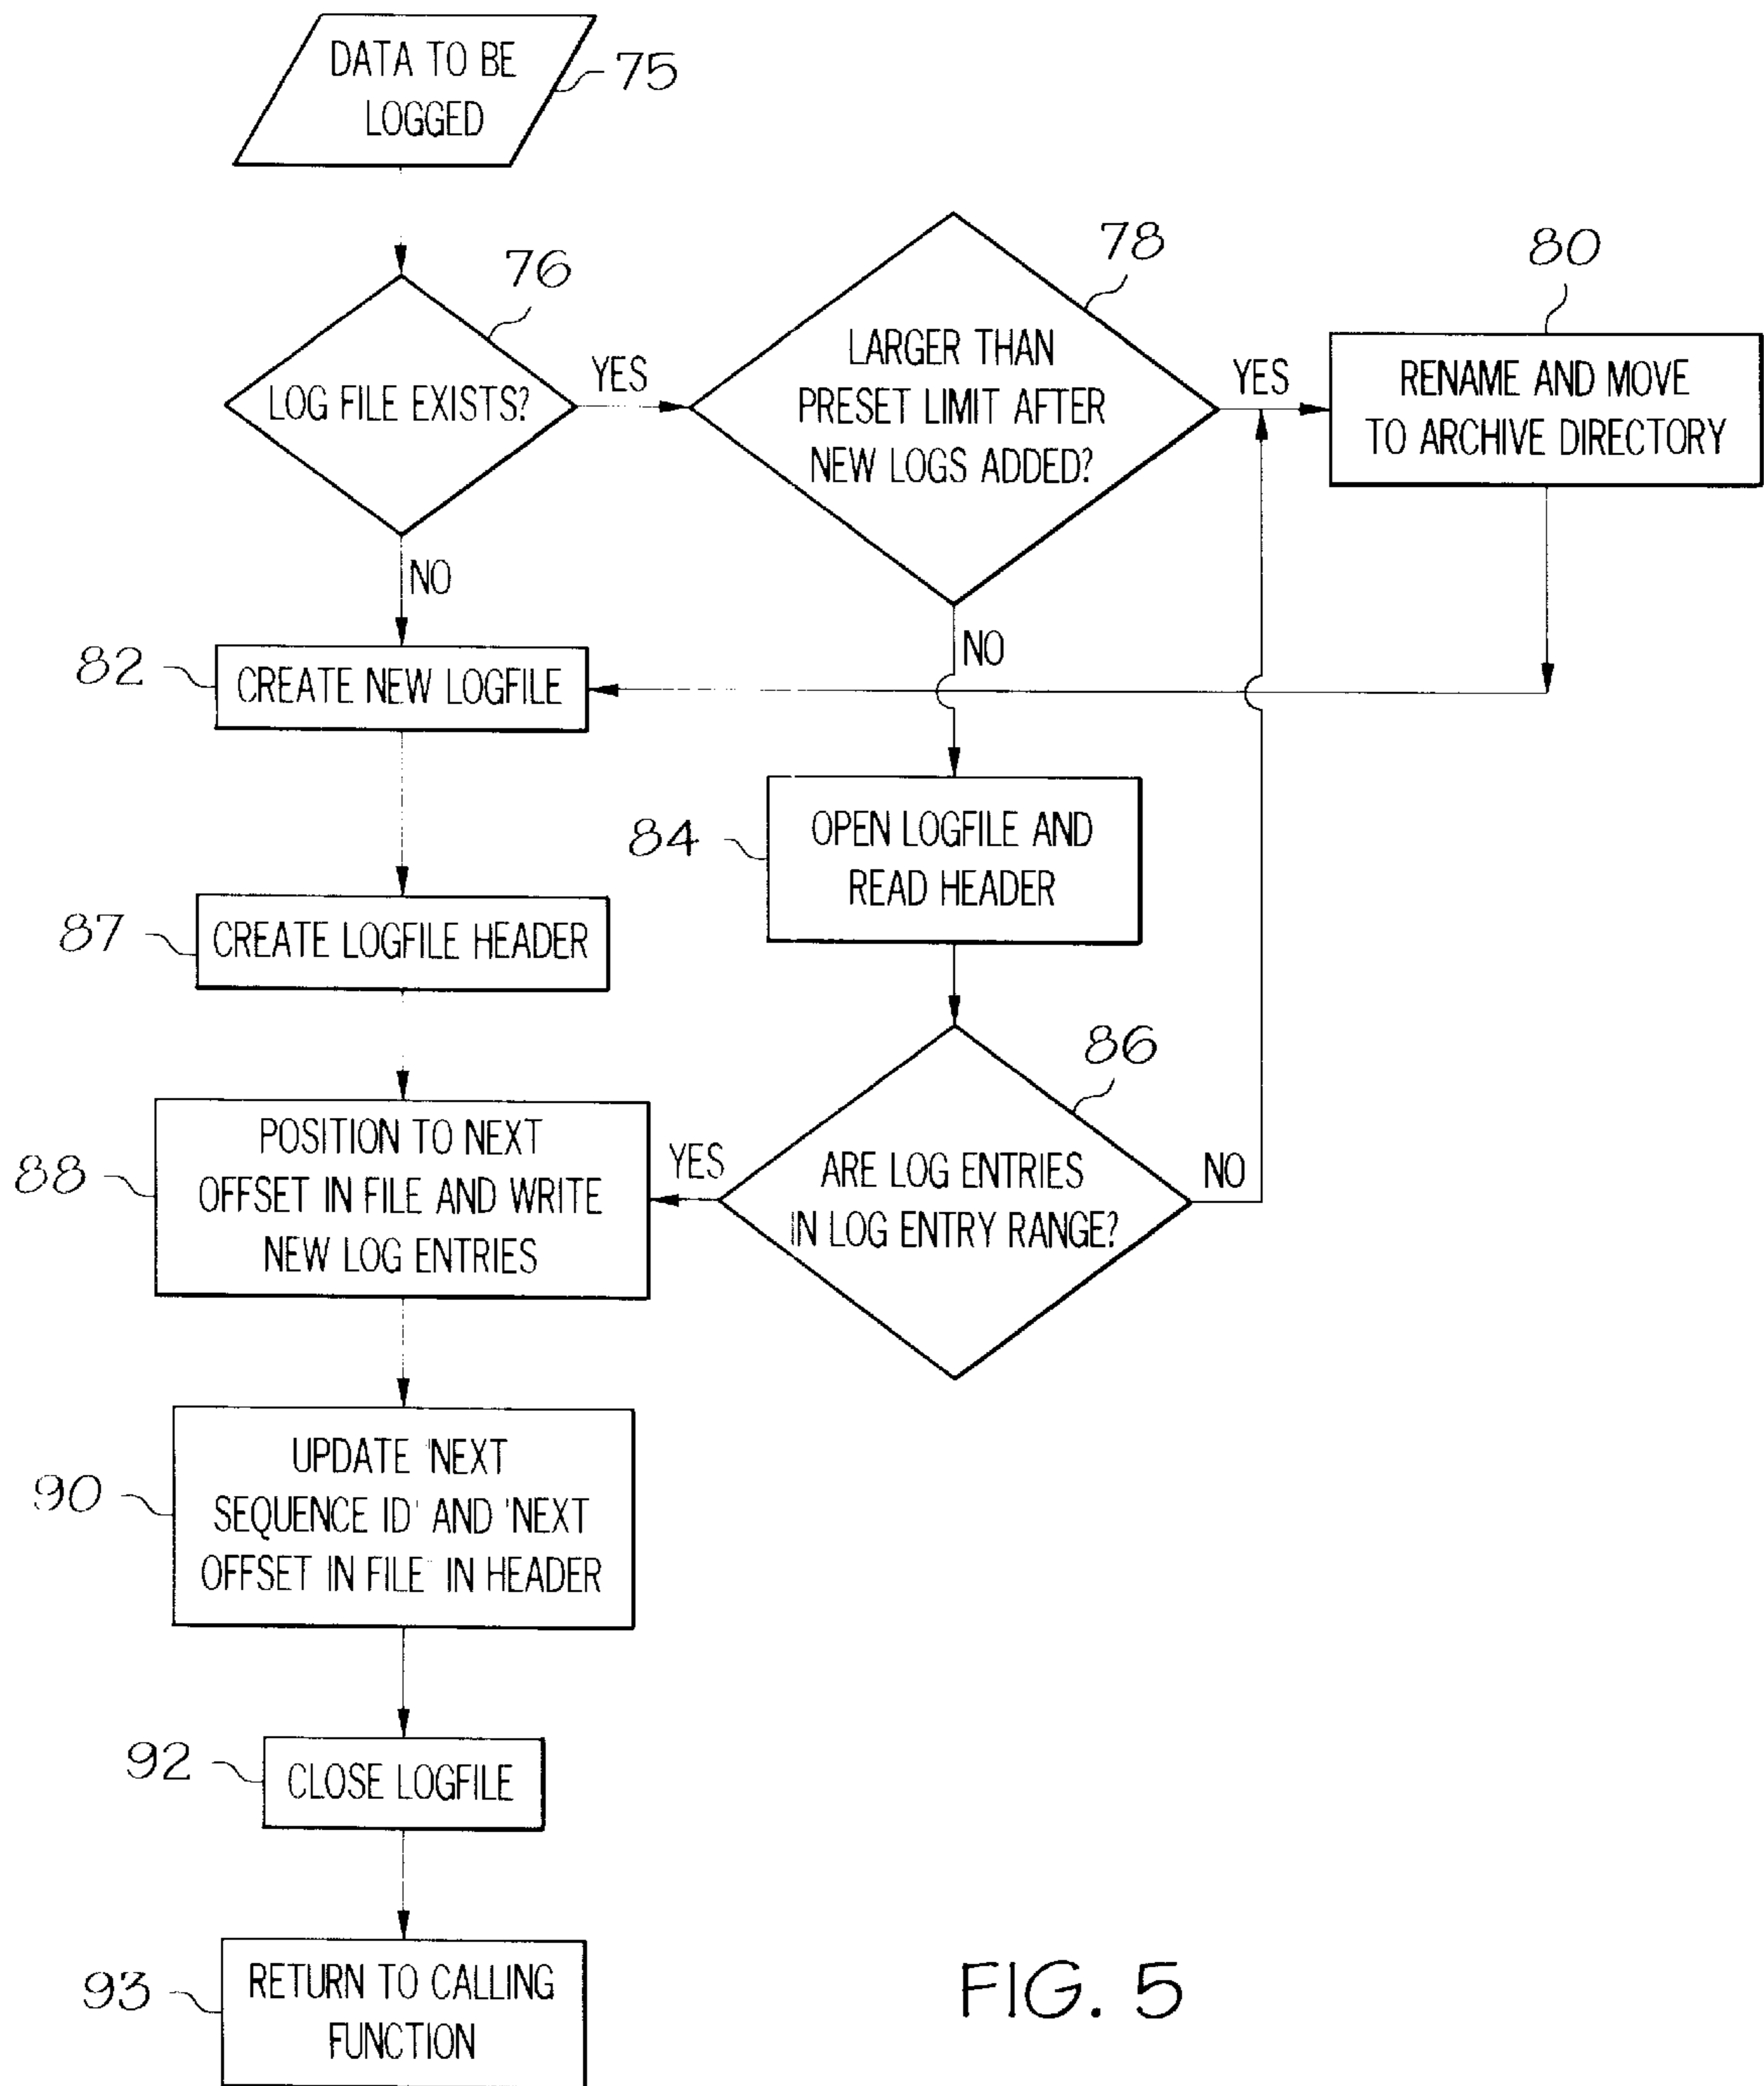 DATA TO BE
LOGGED
75
76
LOG FILE EXISTS?
YES
NO
78
LARGER THAN
PRESET LIMIT AFTER
NEW LOGS ADDED?
YES
NO
80
RENAME AND MOVE
TO ARCHIVE DIRECTORY
82
CREATE NEW LOGFILE
84
OPEN LOGFILE AND
READ HEADER
87
CREATE LOGFILE HEADER
86
ARE LOG ENTRIES
IN LOG ENTRY RANGE?
YES
NO
88
POSITION TO NEXT
OFFSET IN FILE AND WRITE
NEW LOG ENTRIES
90
UPDATE 'NEXT
SEQUENCE ID' AND 'NEXT
OFFSET IN FILE' IN HEADER
92
CLOSE LOGFILE
93
RETURN TO CALLING
FUNCTION
FIG. 5